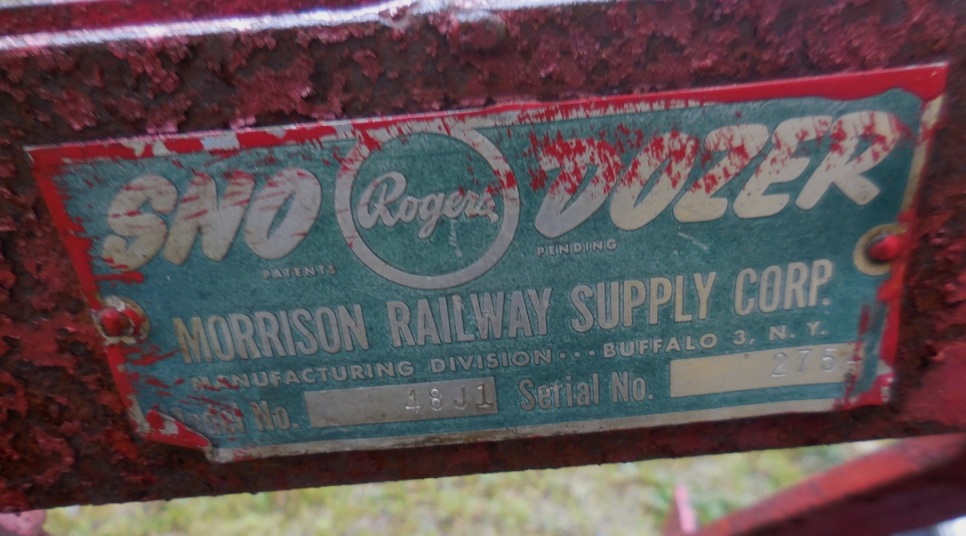 SNO Rogers DOZER
PATENTS PENDING
MORRISON RAILWAY SUPPLY CORP.
MANUFACTURING DIVISION ··· BUFFALO 3, N. Y.
No. 48J1 Serial No. 275